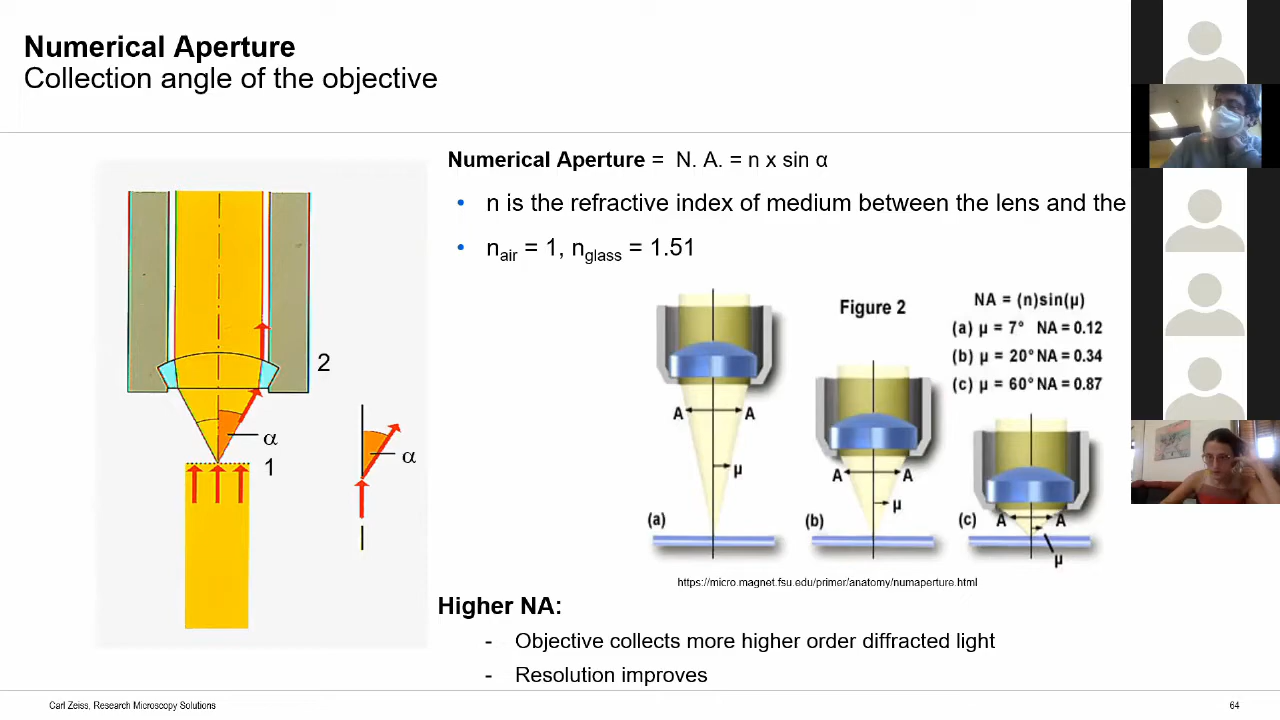 Numerical Aperture
Collection angle of the objective
Numerical Aperture = N. A. = n x sin α
• n is the refractive index of medium between the lens and the
• nair = 1, nglass = 1.51
2
α
1
α
Figure 2
NA = (n)sin(μ)
(a) μ = 7° NA = 0.12
(b) μ = 20° NA = 0.34
(c) μ = 60° NA = 0.87
A A
μ
(a)
A A
μ
(b)
A A
μ
(c)
https://micro.magnet.fsu.edu/primer/anatomy/numaperture.html
Higher NA:
- Objective collects more higher order diffracted light
- Resolution improves
Carl Zeiss, Research Microscopy Solutions
64